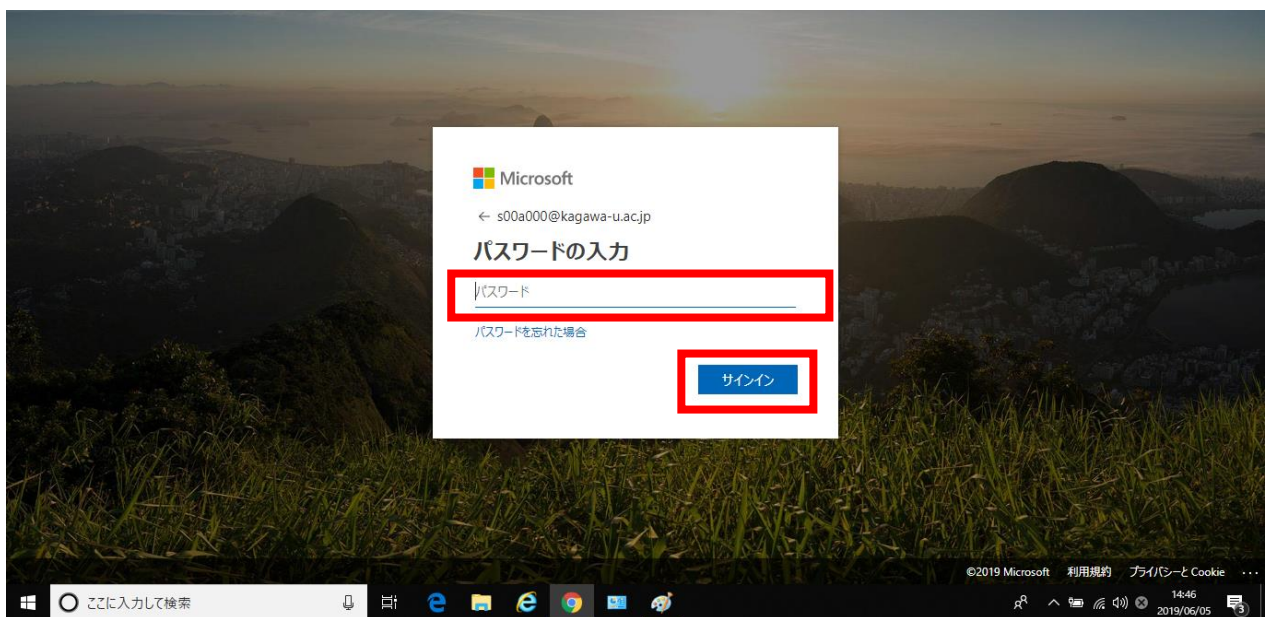 Microsoft
← s00a000@kagawa-u.ac.jp
パスワードの入力
パスワード
パスワードを忘れた場合
サインイン
©2019 Microsoft 利用規約 プライバシーと Cookie ...
ここに入力して検索
14:46
2019/06/05
3